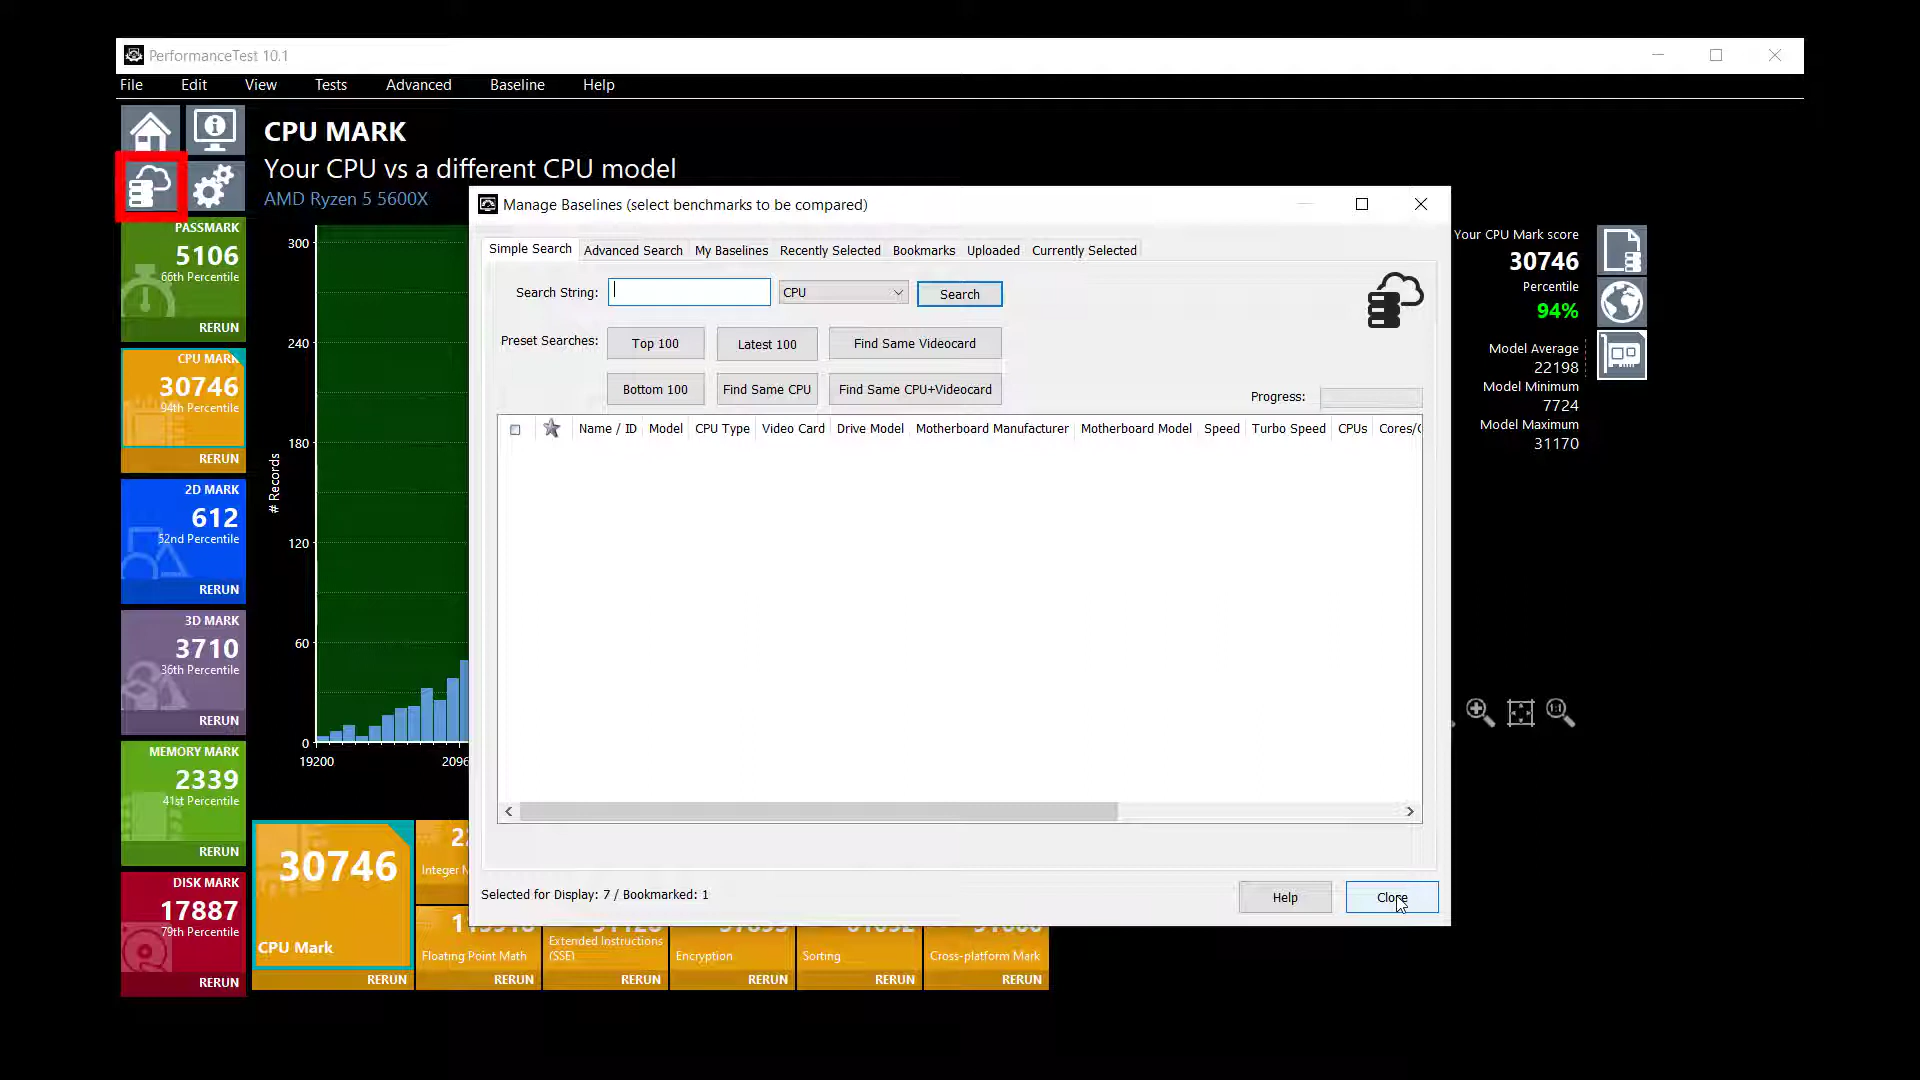 PerformanceTest 10.1
File Edit View Tests Advanced Baseline Help
CPU MARK
Your CPU vs a different CPU model
AMD Ryzen 5 5600X
PASSMARK
5106
66th Percentile
RERUN
CPU MARK
30746
94th Percentile
RERUN
2D MARK
612
52nd Percentile
RERUN
3D MARK
3710
36th Percentile
RERUN
MEMORY MARK
2339
41st Percentile
RERUN
DISK MARK
17887
79th Percentile
RERUN
300
240
180
120
60
0
# Records
19200
2096
Manage Baselines (select benchmarks to be compared)
Simple Search Advanced Search My Baselines Recently Selected Bookmarks Uploaded Currently Selected
Search String: CPU Search
Preset Searches: Top 100 Latest 100 Find Same Videocard
Bottom 100 Find Same CPU Find Same CPU+Videocard
Progress:
Name / ID Model CPU Type Video Card Drive Model Motherboard Manufacturer Motherboard Model Speed Turbo Speed CPUs Cores/
Selected for Display: 7 / Bookmarked: 1
Help Close
Your CPU Mark score
30746
Percentile
94%
Model Average
22198
Model Minimum
7724
Model Maximum
31170
1:1
30746
CPU Mark
RERUN
Integer
RERUN
Floating Point Math
RERUN
Extended Instructions
(SSE)
RERUN
Encryption
RERUN
Sorting
RERUN
Cross-platform Mark